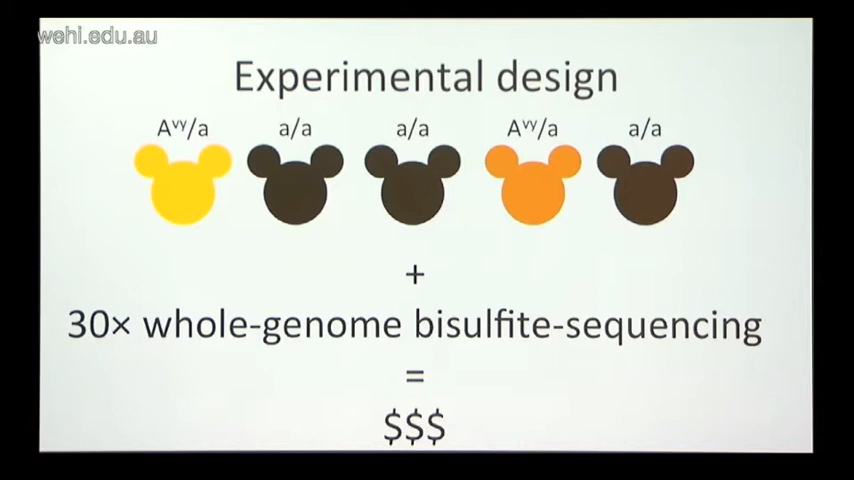 wehi.edu.au
Experimental design
Aᵛʸ/a a/a a/a Aᵛʸ/a a/a
+
30× whole-genome bisulfite-sequencing
=
$$$